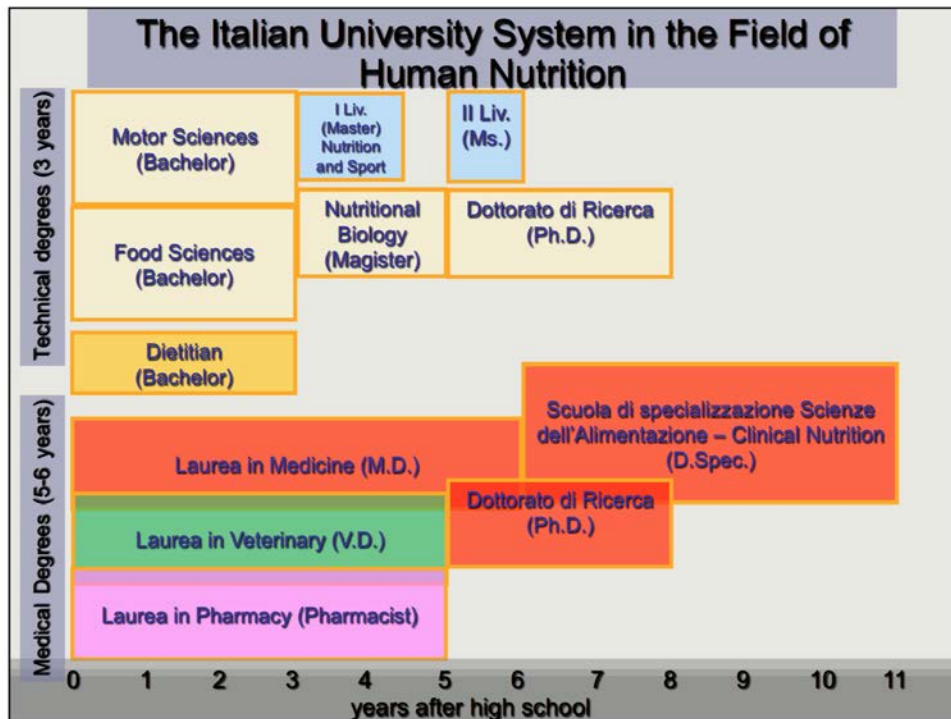 The Italian University System in the Field of
Human Nutrition
Technical degrees (3 years)
Motor Sciences
(Bachelor)
I Liv.
(Master)
Nutrition
and Sport
II Liv.
(Ms.)
Food Sciences
(Bachelor)
Nutritional
Biology
(Magister)
Dottorato di Ricerca
(Ph.D.)
Dietitian
(Bachelor)
Medical Degrees (5-6 years)
Scuola di specializzazione Scienze
dell'Alimentazione – Clinical Nutrition
(D.Spec.)
Laurea in Medicine (M.D.)
Dottorato di Ricerca
(Ph.D.)
Laurea in Veterinary (V.D.)
Laurea in Pharmacy (Pharmacist)
0 1 2 3 4 5 6 7 8 9 10 11
years after high school